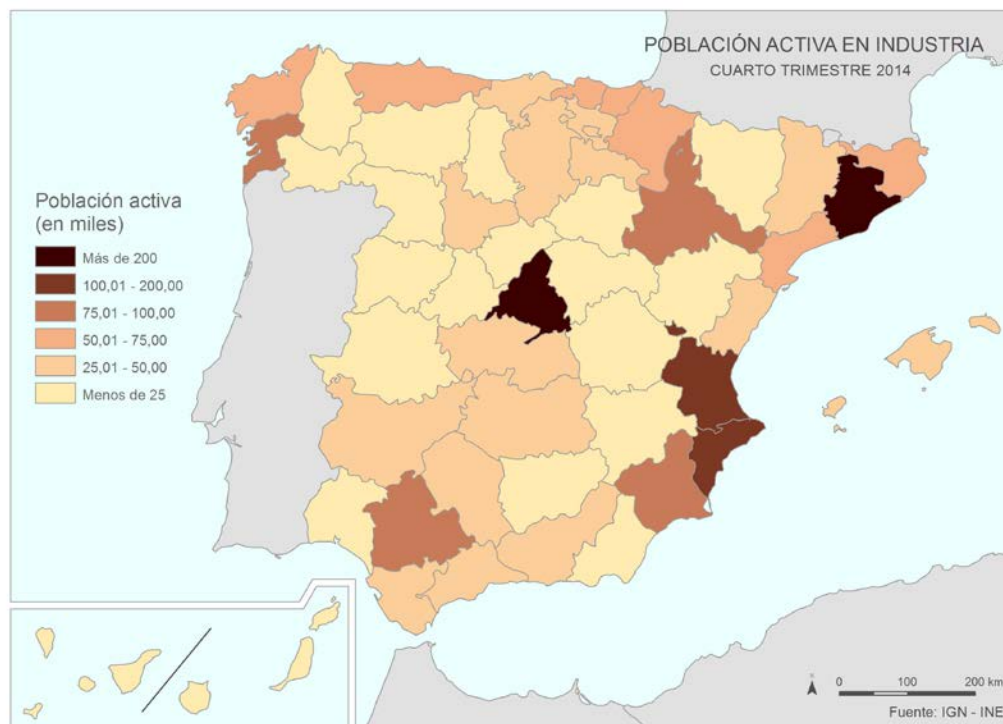 POBLACIÓN ACTIVA EN INDUSTRIA
CUARTO TRIMESTRE 2014
Población activa
(en miles)
Más de 200
100,01 - 200,00
75,01 - 100,00
50,01 - 75,00
25,01 - 50,00
Menos de 25
0 100 200 km
Fuente: IGN - INE